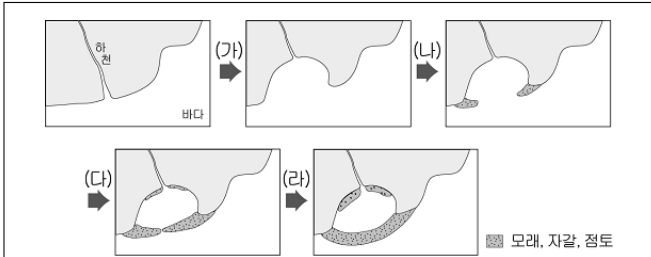 하천
바다
(가)
(나)
(다)
(라)
모래, 자갈, 점토